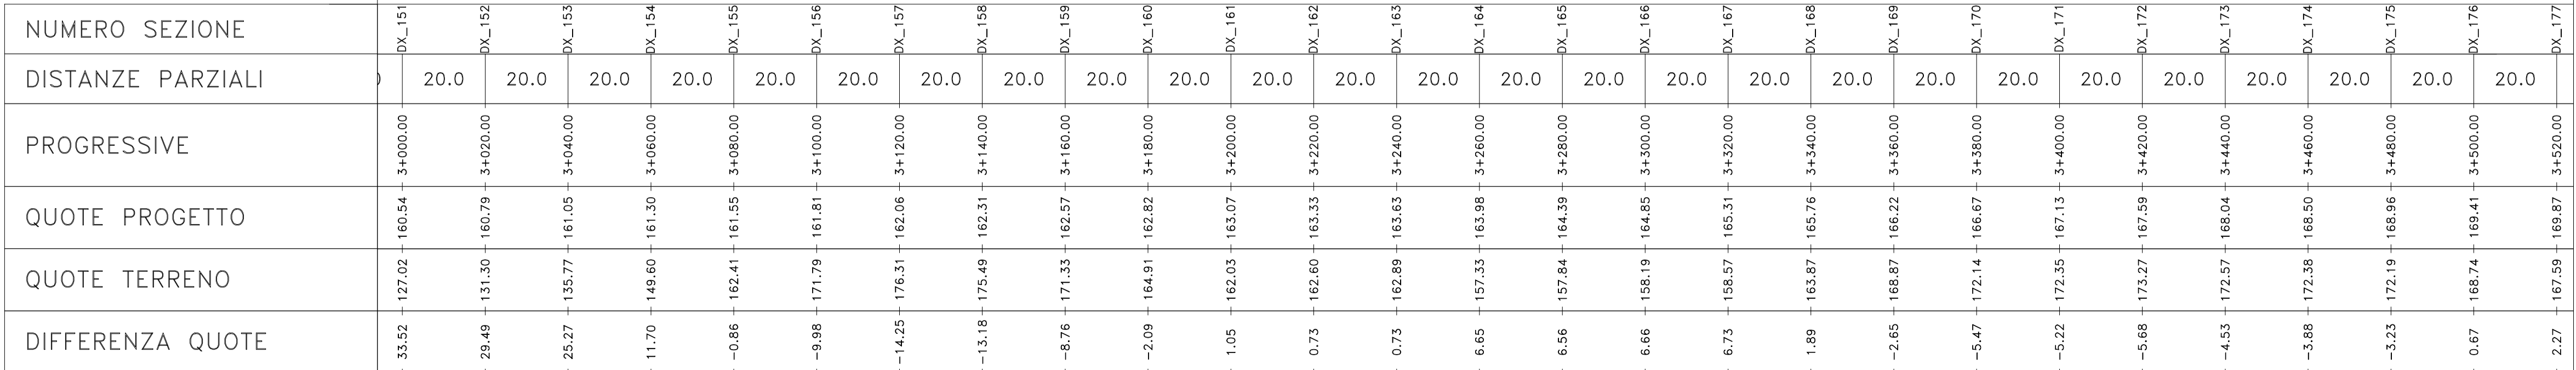 NUMERO SEZIONE DX_151 DX_152 DX_153 DX_154 DX_155 DX_156 DX_157 DX_158 DX_159 DX_160 DX_161 DX_162 DX_163 DX_164 DX_165 DX_166 DX_167 DX_168 DX_169 DX_170 DX_171 DX_172 DX_173 DX_174 DX_175 DX_176 DX_177
DISTANZE PARZIALI 20.0 20.0 20.0 20.0 20.0 20.0 20.0 20.0 20.0 20.0 20.0 20.0 20.0 20.0 20.0 20.0 20.0 20.0 20.0 20.0 20.0 20.0 20.0 20.0 20.0 20.0
PROGRESSIVE 3+000.00 3+020.00 3+040.00 3+060.00 3+080.00 3+100.00 3+120.00 3+140.00 3+160.00 3+180.00 3+200.00 3+220.00 3+240.00 3+260.00 3+280.00 3+300.00 3+320.00 3+340.00 3+360.00 3+380.00 3+400.00 3+420.00 3+440.00 3+460.00 3+480.00 3+500.00 3+520.00
QUOTE PROGETTO 160.54 160.79 161.05 161.30 161.55 161.81 162.06 162.31 162.57 162.82 163.07 163.33 163.63 163.98 164.39 164.85 165.31 165.76 166.22 166.67 167.13 167.59 168.04 168.50 168.96 169.41 169.87
QUOTE TERRENO 127.02 131.30 135.77 149.60 162.41 171.79 176.31 175.49 171.33 164.91 162.03 162.60 162.89 157.33 157.84 158.19 158.57 163.87 168.87 172.14 172.35 173.27 172.57 172.38 172.19 168.74 167.59
DIFFERENZA QUOTE 33.52 29.49 25.27 11.70 -0.86 -9.98 -14.25 -13.18 -8.76 -2.09 1.05 0.73 0.73 6.65 6.56 6.66 6.73 1.89 -2.65 -5.47 -5.22 -5.68 -4.53 -3.88 -3.23 0.67 2.27